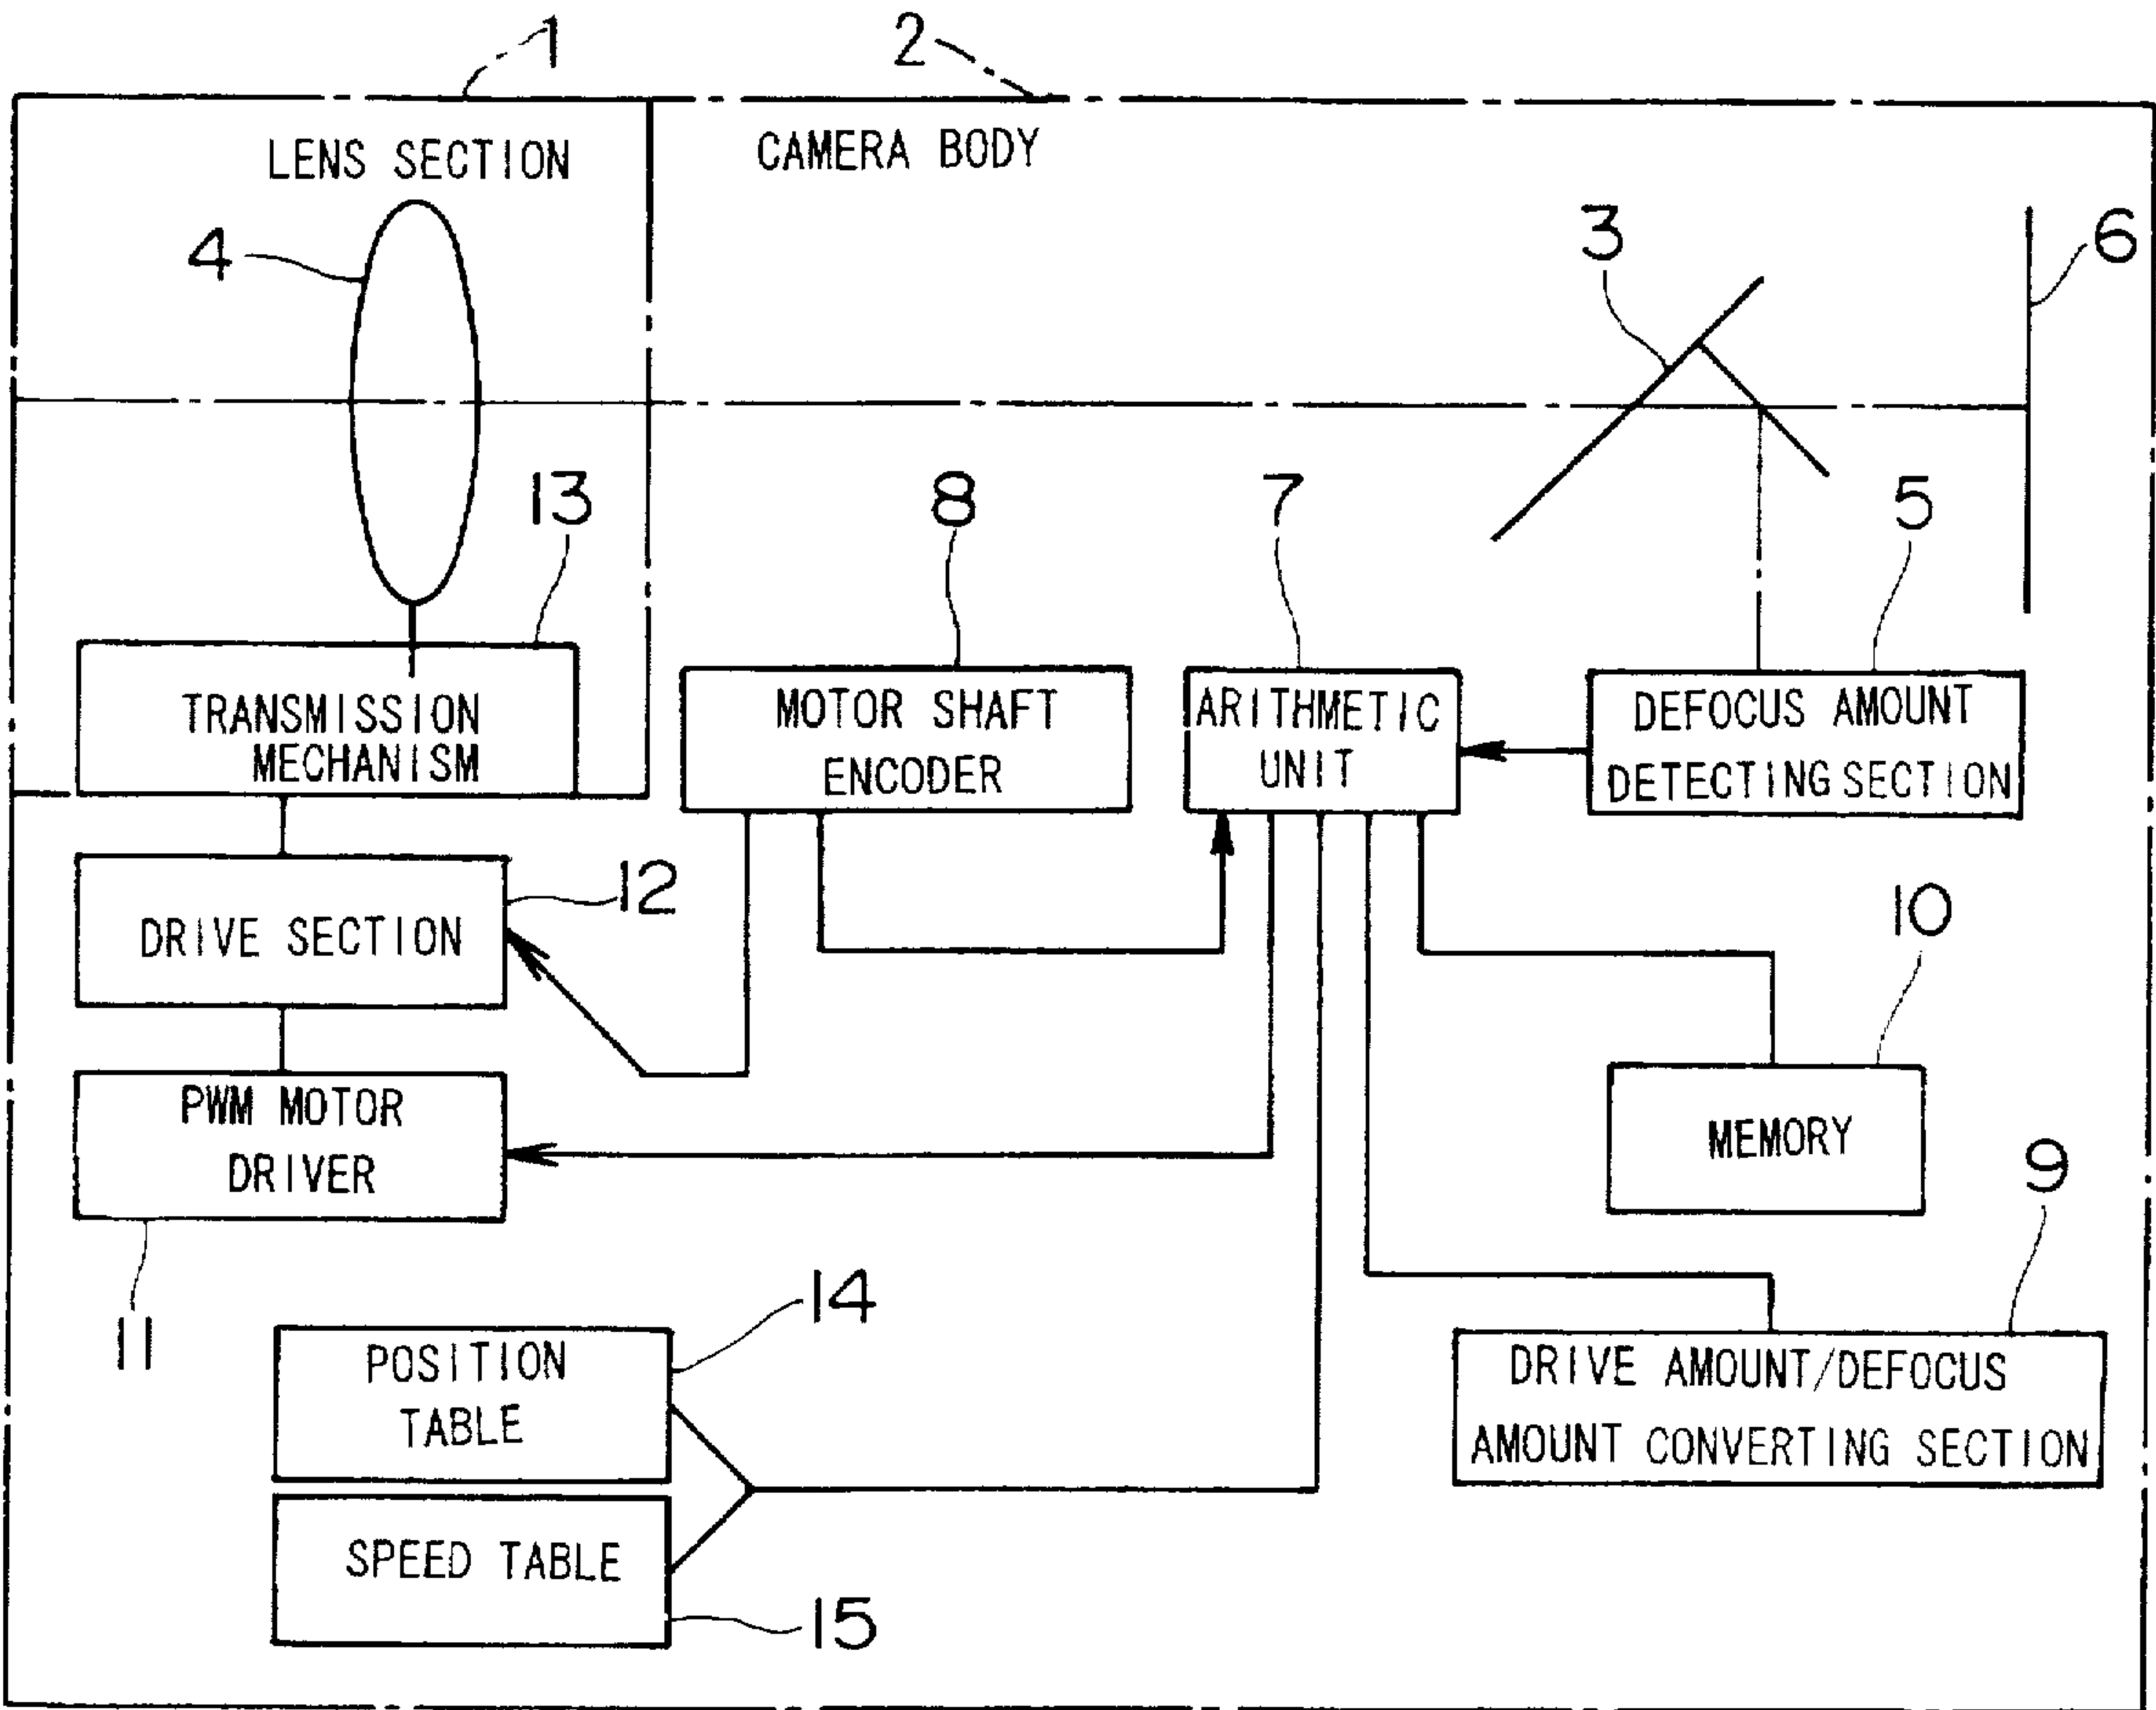 1
2
LENS SECTION
CAMERA BODY
4
3
6
13
8
7
5
TRANSMISSION
MECHANISM
MOTOR SHAFT
ENCODER
ARITHMETIC
UNIT
DEFOCUS AMOUNT
DETECTING SECTION
12
DRIVE SECTION
10
PWM MOTOR
DRIVER
MEMORY
9
11
14
POSITION
TABLE
DRIVE AMOUNT/DEFOCUS
AMOUNT CONVERTING SECTION
SPEED TABLE
15